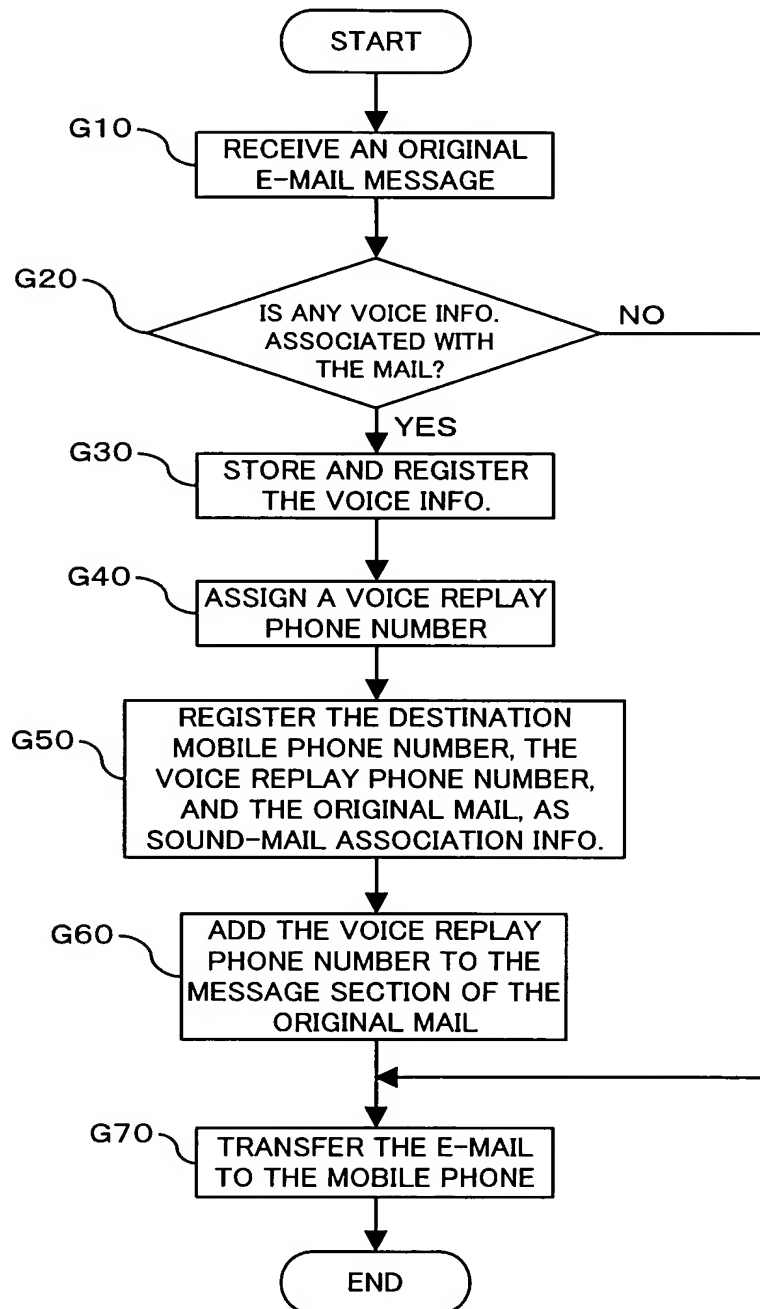 START
G10
RECEIVE AN ORIGINAL
E-MAIL MESSAGE
G20
IS ANY VOICE INFO.
ASSOCIATED WITH
THE MAIL?
NO
YES
G30
STORE AND REGISTER
THE VOICE INFO.
G40
ASSIGN A VOICE REPLAY
PHONE NUMBER
G50
REGISTER THE DESTINATION
MOBILE PHONE NUMBER, THE
VOICE REPLAY PHONE NUMBER,
AND THE ORIGINAL MAIL, AS
SOUND-MAIL ASSOCIATION INFO.
G60
ADD THE VOICE REPLAY
PHONE NUMBER TO THE
MESSAGE SECTION OF THE
ORIGINAL MAIL
G70
TRANSFER THE E-MAIL
TO THE MOBILE PHONE
END